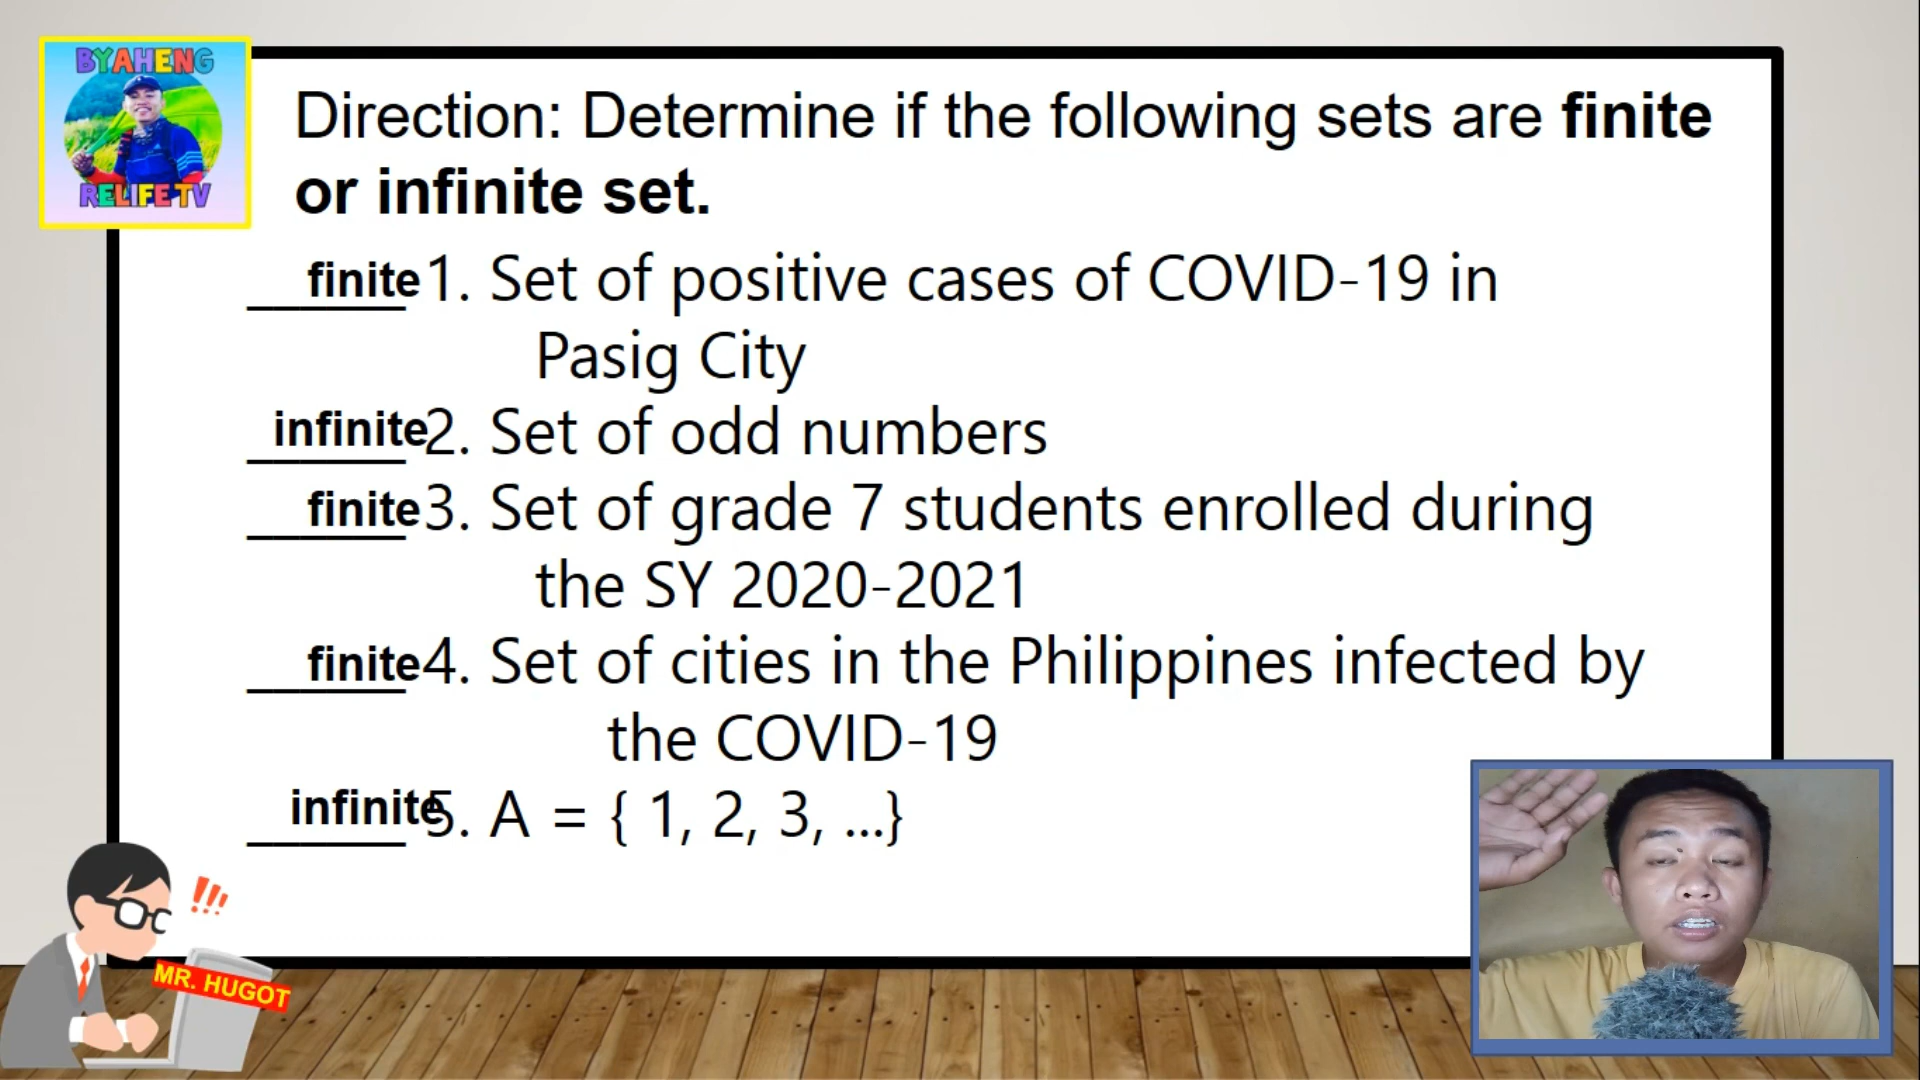 BYAHENG
RELIFE TV
Direction: Determine if the following sets are finite
or infinite set.
finite 1. Set of positive cases of COVID-19 in
Pasig City
infinite 2. Set of odd numbers
finite 3. Set of grade 7 students enrolled during
the SY 2020-2021
finite 4. Set of cities in the Philippines infected by
the COVID-19
infinite 5. A = { 1, 2, 3, ...}
!!!
MR. HUGOT